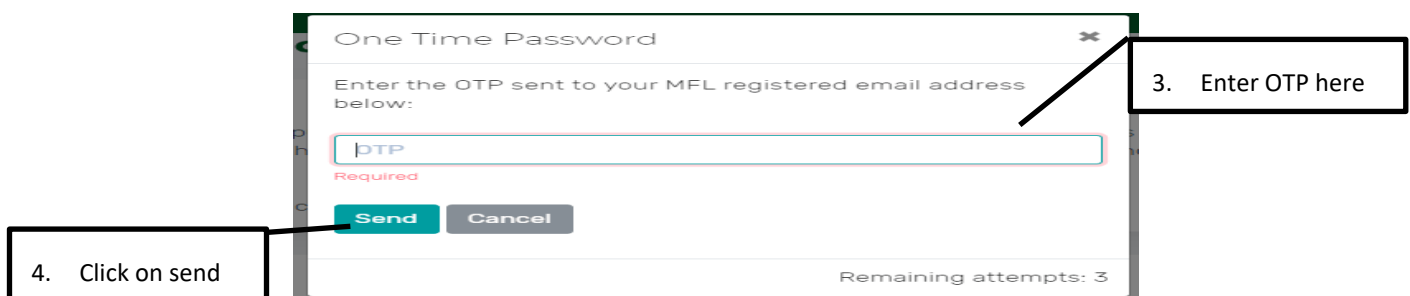 One Time Password
Enter the OTP sent to your MFL registered email address
below:
3. Enter OTP here
OTP
Required
Send Cancel
4. Click on send
Remaining attempts: 3